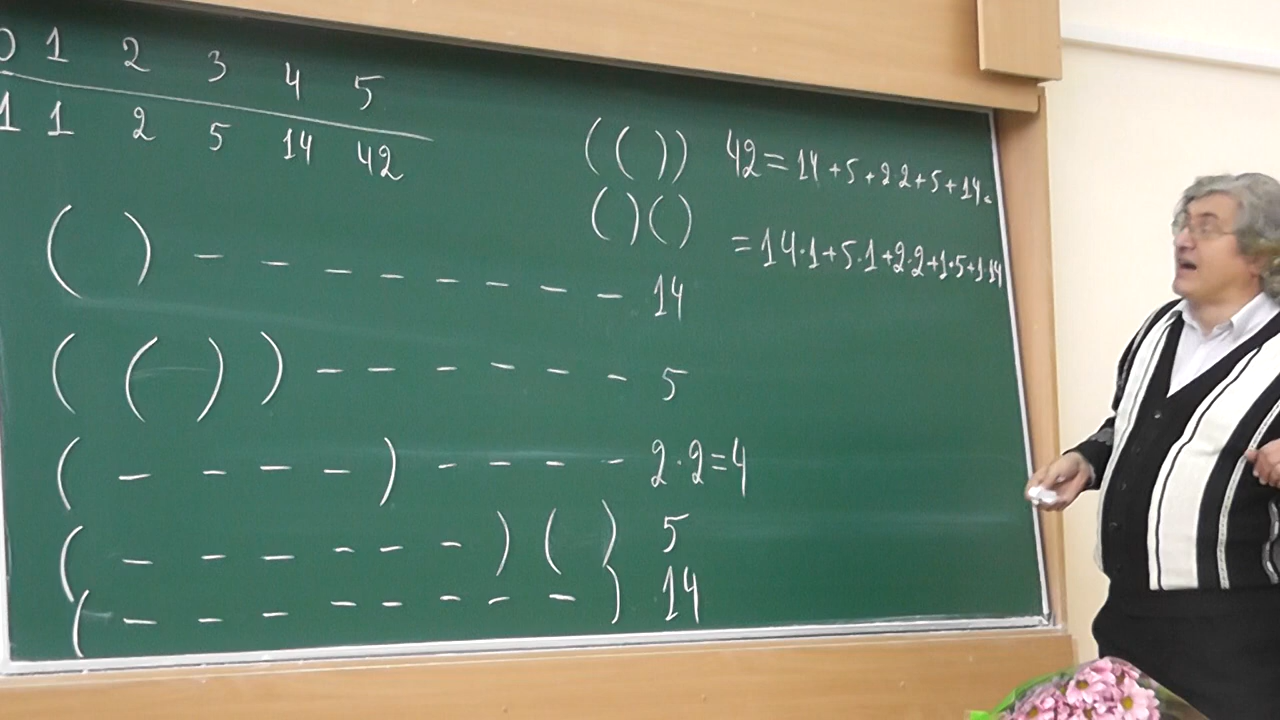 0 1 2 3 4 5
1 1 2 5 14 42
(()) 42=14+5+2·2+5+14.
()()
=14·1+5·1+2·2+1·5+1·14
( ) – – – – – – – – 14
( ( ) ) – – – – – – 5
( – – – – ) – – – – 2·2=4
( – – – – – – ) ( ) 5
( – – – – – – – – ) 14